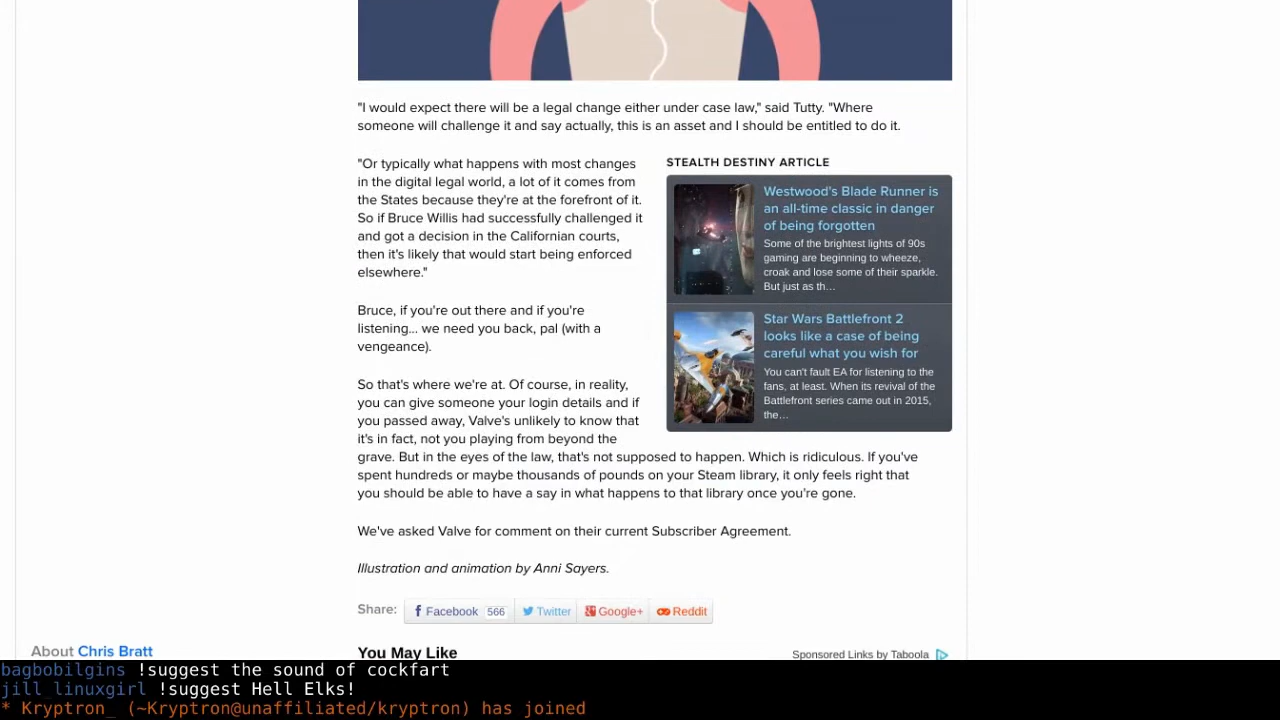 "I would expect there will be a legal change either under case law," said Tutty. "Where
someone will challenge it and say actually, this is an asset and I should be entitled to do it.
"Or typically what happens with most changes
in the digital legal world, a lot of it comes from
the States because they're at the forefront of it.
So if Bruce Willis had successfully challenged it
and got a decision in the Californian courts,
then it's likely that would start being enforced
elsewhere."
Bruce, if you're out there and if you're
listening... we need you back, pal (with a
vengeance).
So that's where we're at. Of course, in reality,
you can give someone your login details and if
you passed away, Valve's unlikely to know that
it's in fact, not you playing from beyond the
grave. But in the eyes of the law, that's not supposed to happen. Which is ridiculous. If you've
spent hundreds or maybe thousands of pounds on your Steam library, it only feels right that
you should be able to have a say in what happens to that library once you're gone.
STEALTH DESTINY ARTICLE
Westwood's Blade Runner is
an all-time classic in danger
of being forgotten
Some of the brightest lights of 90s
gaming are beginning to wheeze,
croak and lose some of their sparkle.
But just as th…
Star Wars Battlefront 2
looks like a case of being
careful what you wish for
You can't fault EA for listening to the
fans, at least. When its revival of the
Battlefront series came out in 2015,
the…
We've asked Valve for comment on their current Subscriber Agreement.
Illustration and animation by Anni Sayers.
Share: Facebook 566 Twitter Google+ Reddit
About Chris Bratt
You May Like
Sponsored Links by Taboola
bagbobilgins !suggest the sound of cockfart
jill_linuxgirl !suggest Hell Elks!
* Kryptron_ (~Kryptron@unaffiliated/kryptron) has joined